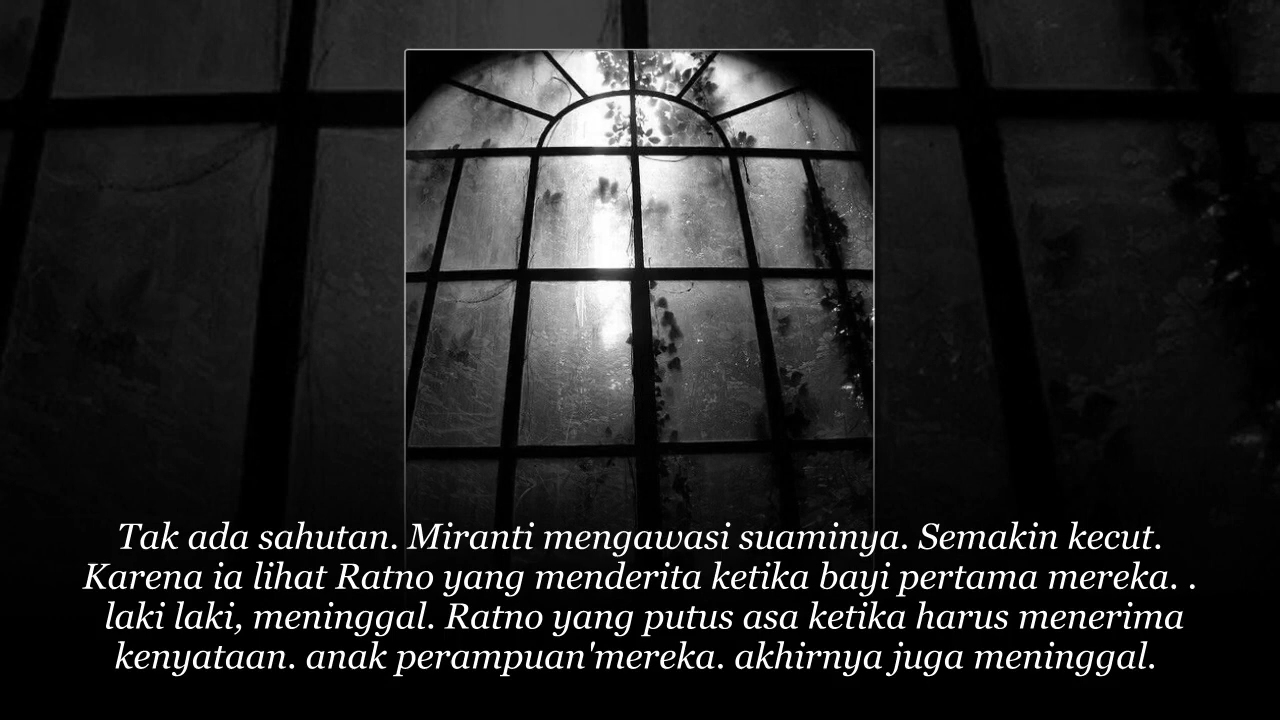 Tak ada sahutan. Miranti mengawasi suaminya. Semakin kecut.
Karena ia lihat Ratno yang menderita ketika bayi pertama mereka. .
laki laki, meninggal. Ratno yang putus asa ketika harus menerima
kenyataan. anak perampuan'mereka. akhirnya juga meninggal.